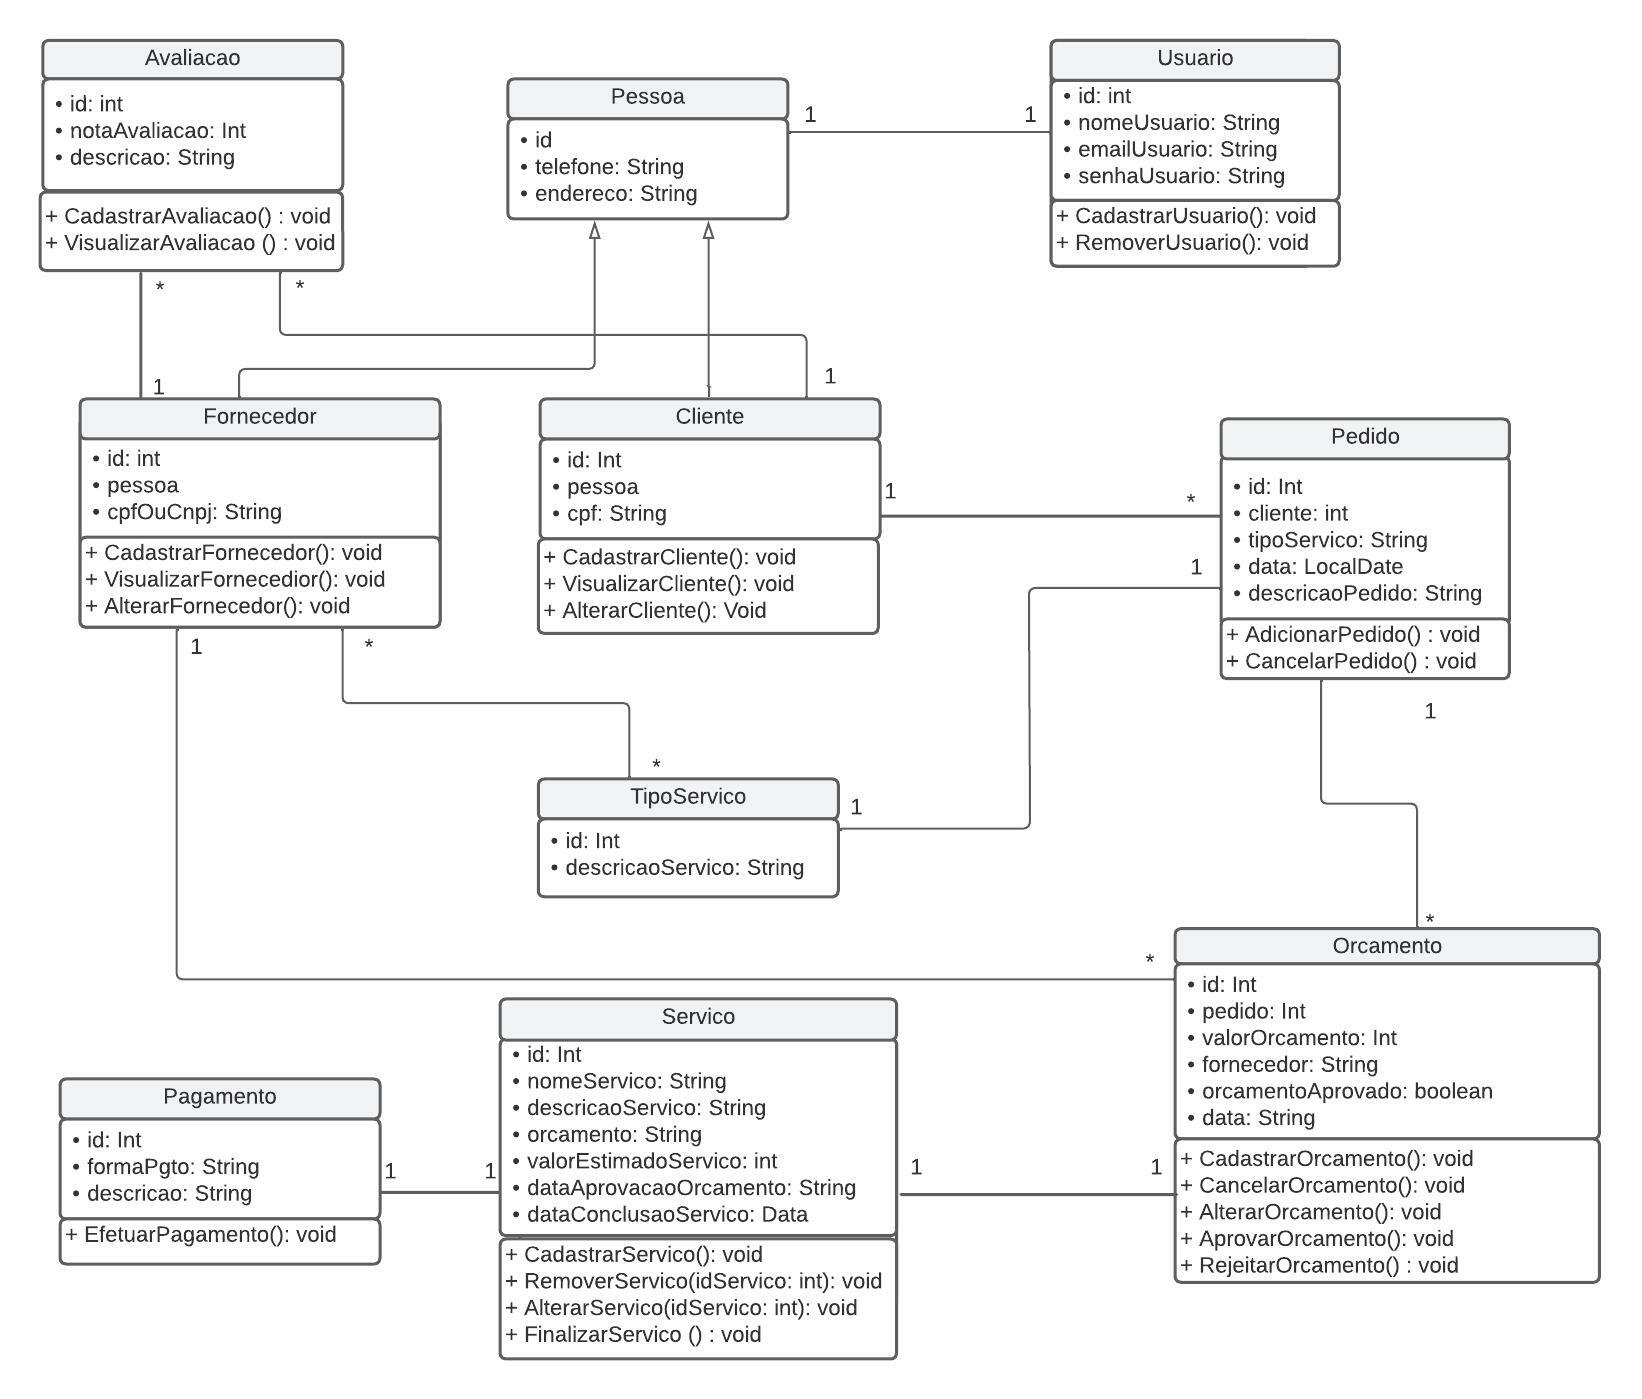 Avaliacao
• id: int
• notaAvaliacao: Int
• descricao: String
+ CadastrarAvaliacao() : void
+ VisualizarAvaliacao () : void
*
*
Pessoa
• id
• telefone: String
• endereco: String
1
1
Usuario
• id: int
• nomeUsuario: String
• emailUsuario: String
• senhaUsuario: String
+ CadastrarUsuario(): void
+ RemoverUsuario(): void
1
Fornecedor
• id: int
• pessoa
• cpfOuCnpj: String
+ CadastrarFornecedor(): void
+ VisualizarFornecedior(): void
+ AlterarFornecedor(): void
1
*
1
Cliente
• id: Int
• pessoa
• cpf: String
+ CadastrarCliente(): void
+ VisualizarCliente(): void
+ AlterarCliente(): Void
1
*
1
Pedido
• id: Int
• cliente: int
• tipoServico: String
• data: LocalDate
• descricaoPedido: String
+ AdicionarPedido() : void
+ CancelarPedido() : void
1
*
TipoServico
• id: Int
• descricaoServico: String
1
*
*
Orcamento
• id: Int
• pedido: Int
• valorOrcamento: Int
• fornecedor: String
• orcamentoAprovado: boolean
• data: String
+ CadastrarOrcamento(): void
+ CancelarOrcamento(): void
+ AlterarOrcamento(): void
+ AprovarOrcamento(): void
+ RejeitarOrcamento() : void
Pagamento
• id: Int
• formaPgto: String
• descricao: String
+ EfetuarPagamento(): void
1
1
Servico
• id: Int
• nomeServico: String
• descricaoServico: String
• orcamento: String
• valorEstimadoServico: int
• dataAprovacaoOrcamento: String
• dataConclusaoServico: Data
+ CadastrarServico(): void
+ RemoverServico(idServico: int): void
+ AlterarServico(idServico: int): void
+ FinalizarServico () : void
1
1